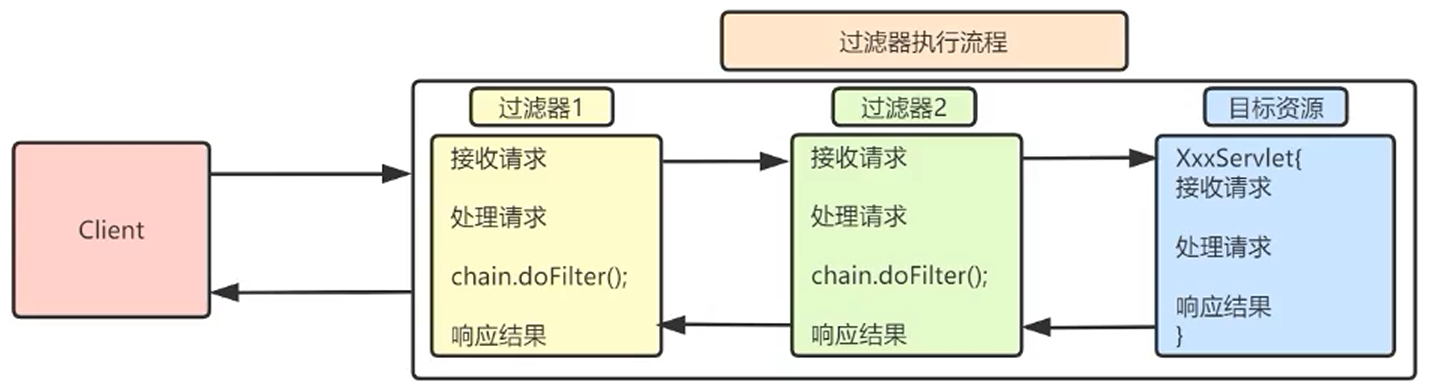 过滤器执行流程
过滤器1
过滤器2
目标资源
Client
接收请求
处理请求
chain.doFilter();
响应结果
接收请求
处理请求
chain.doFilter();
响应结果
XxxServlet{
接收请求
处理请求
响应结果
}